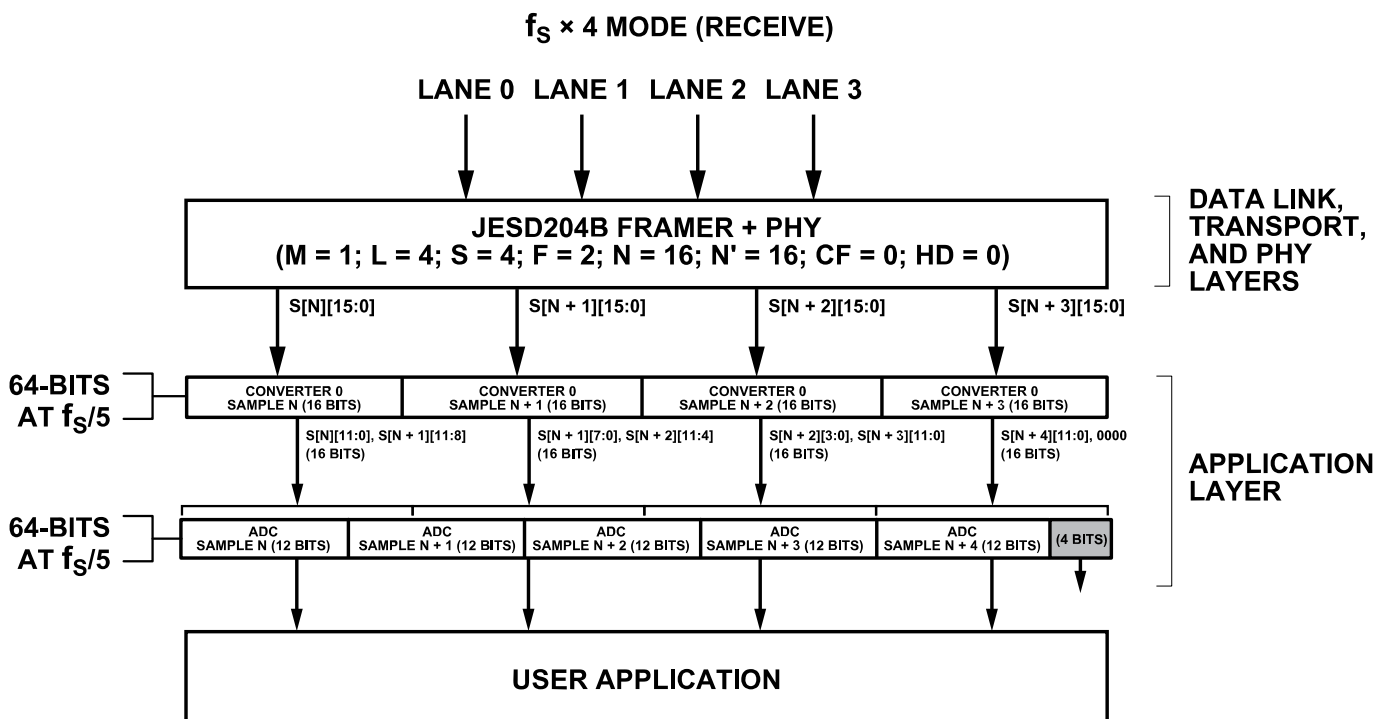 fS × 4 MODE (RECEIVE)
LANE 0 LANE 1 LANE 2 LANE 3
JESD204B FRAMER + PHY
(M = 1; L = 4; S = 4; F = 2; N = 16; N' = 16; CF = 0; HD = 0)
DATA LINK,
TRANSPORT,
AND PHY
LAYERS
S[N][15:0] S[N + 1][15:0] S[N + 2][15:0] S[N + 3][15:0]
64-BITS
AT fS/5
CONVERTER 0
SAMPLE N (16 BITS)
CONVERTER 0
SAMPLE N + 1 (16 BITS)
CONVERTER 0
SAMPLE N + 2 (16 BITS)
CONVERTER 0
SAMPLE N + 3 (16 BITS)
S[N][11:0], S[N + 1][11:8]
(16 BITS)
S[N + 1][7:0], S[N + 2][11:4]
(16 BITS)
S[N + 2][3:0], S[N + 3][11:0]
(16 BITS)
S[N + 4][11:0], 0000
(16 BITS)
APPLICATION
LAYER
64-BITS
AT fS/5
ADC
SAMPLE N (12 BITS)
ADC
SAMPLE N + 1 (12 BITS)
ADC
SAMPLE N + 2 (12 BITS)
ADC
SAMPLE N + 3 (12 BITS)
ADC
SAMPLE N + 4 (12 BITS)
(4 BITS)
USER APPLICATION